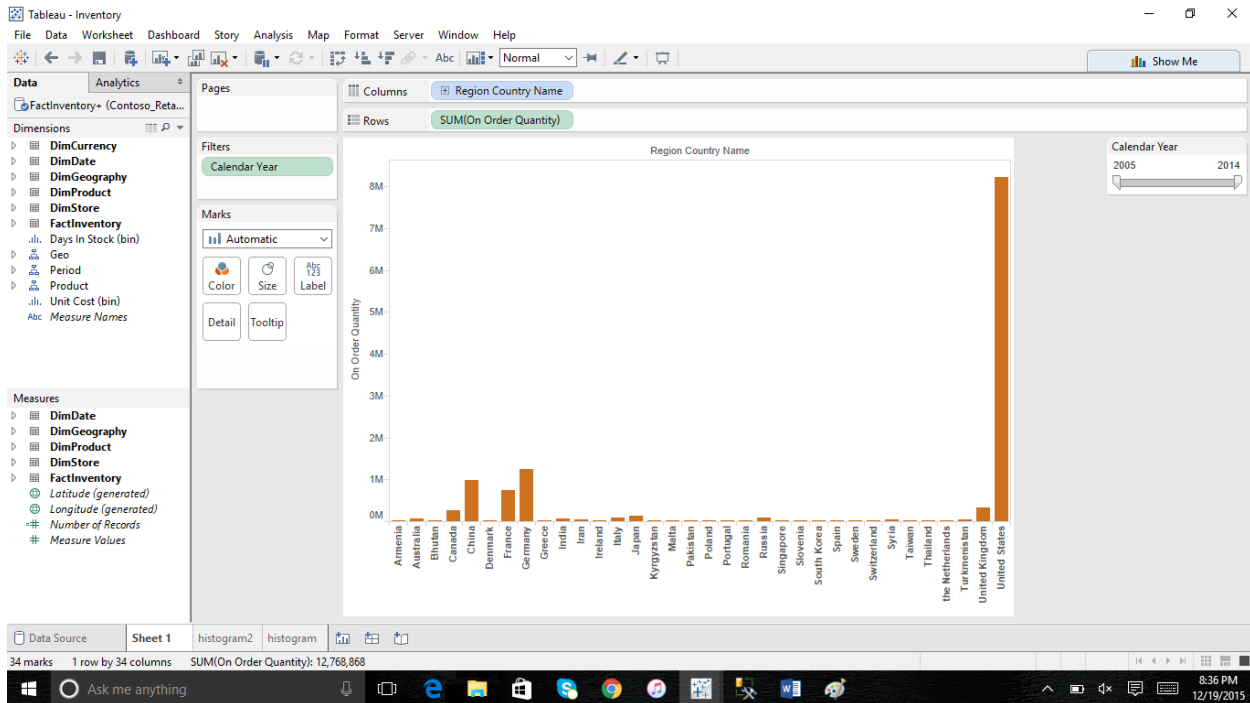 Tableau - Inventory
File Data Worksheet Dashboard Story Analysis Map Format Server Window Help
Abc Normal Show Me
Data Analytics
FactInventory+ (Contoso_Reta...
Dimensions
DimCurrency
DimDate
DimGeography
DimProduct
DimStore
FactInventory
Days In Stock (bin)
Geo
Period
Product
Unit Cost (bin)
Abc Measure Names
Measures
DimDate
DimGeography
DimProduct
DimStore
FactInventory
Latitude (generated)
Longitude (generated)
=# Number of Records
# Measure Values
Pages
Filters
Calendar Year
Marks
Automatic
Color Size Abc 123 Label
Detail Tooltip
Columns Region Country Name
Rows SUM(On Order Quantity)
Region Country Name
On Order Quantity
8M
7M
6M
5M
4M
3M
2M
1M
0M
Armenia
Australia
Bhutan
Canada
China
Denmark
France
Germany
Greece
India
Iran
Ireland
Italy
Japan
Kyrgyzstan
Malta
Pakistan
Poland
Portugal
Romania
Russia
Singapore
Slovenia
South Korea
Spain
Sweden
Switzerland
Syria
Taiwan
Thailand
the Netherlands
Turkmenistan
United Kingdom
United States
Calendar Year
2005 2014
Data Source Sheet 1 histogram2 histogram
34 marks 1 row by 34 columns SUM(On Order Quantity): 12,768,868
Ask me anything
8:36 PM
12/19/2015